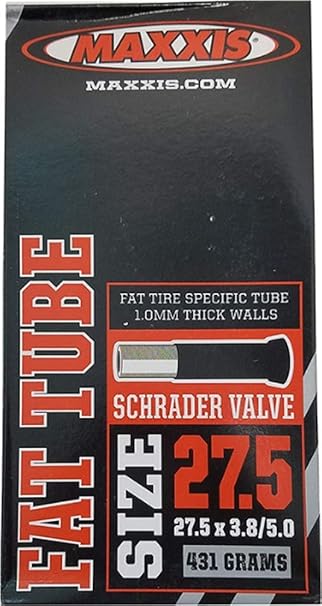 MAXXIS®
MAXXIS.COM
FAT TUBE
FAT TIRE SPECIFIC TUBE
1.0MM THICK WALLS
SCHRADER VALVE
SIZE
27.5
27.5 x 3.8/5.0
431 GRAMS